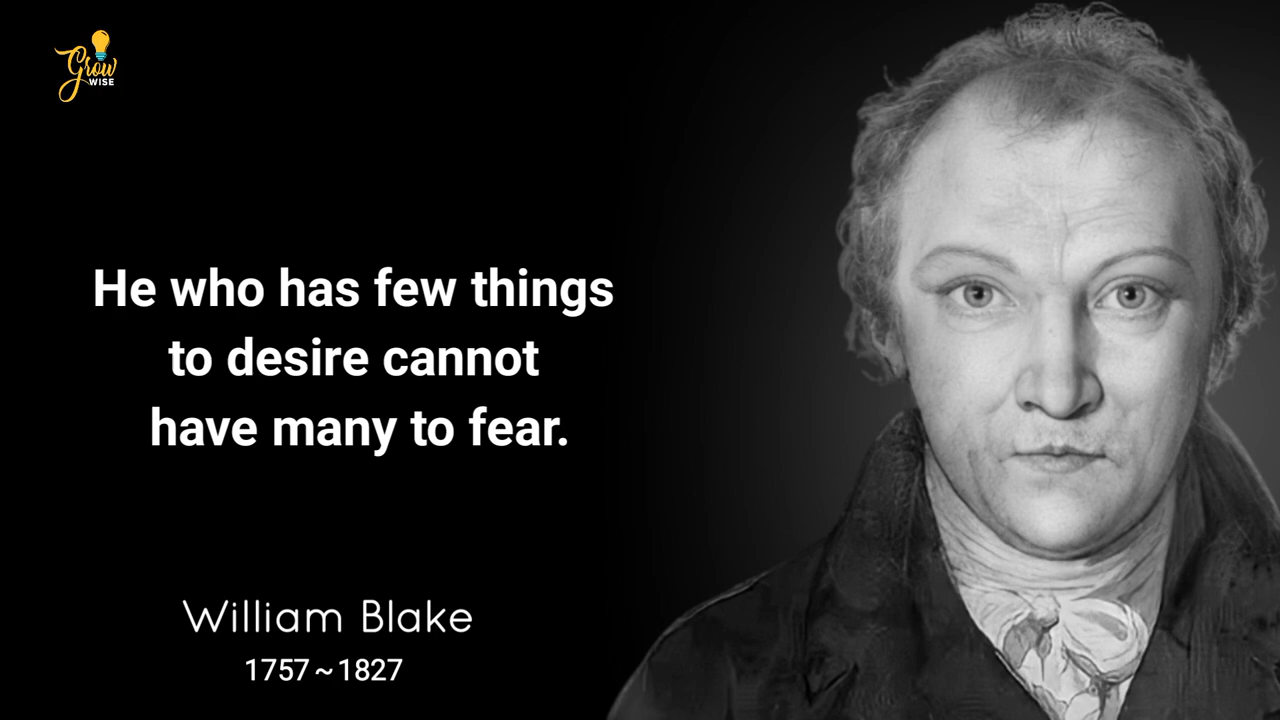 Grow
WISE
He who has few things
to desire cannot
have many to fear.
William Blake
1757~1827